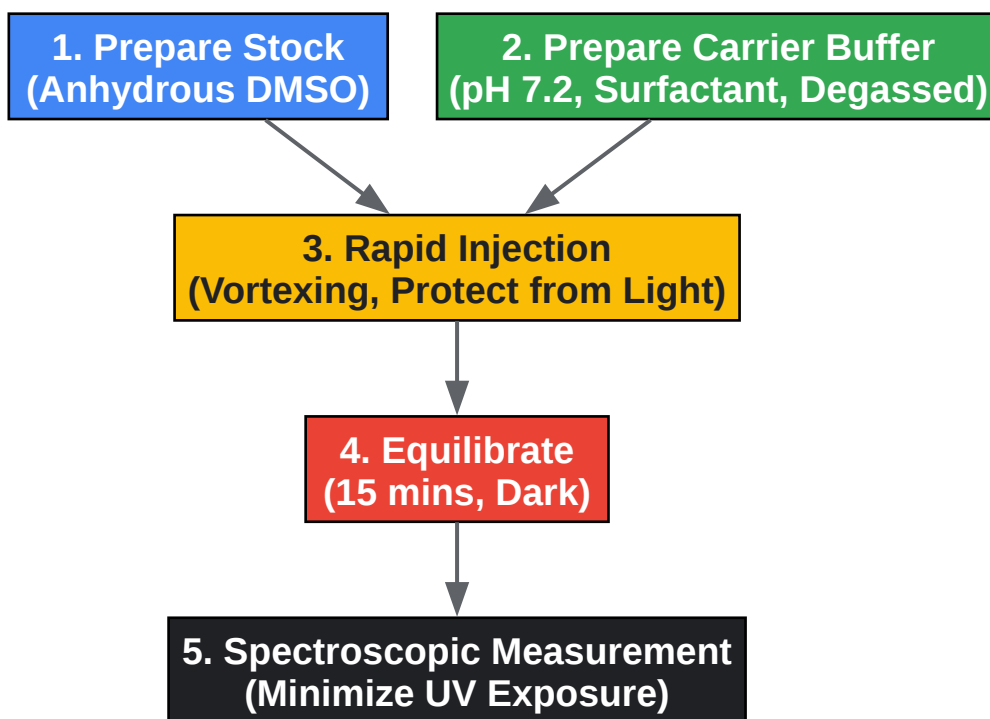 1. Prepare Stock
(Anhydrous DMSO)
2. Prepare Carrier Buffer
(pH 7.2, Surfactant, Degassed)
3. Rapid Injection
(Vortexing, Protect from Light)
4. Equilibrate
(15 mins, Dark)
5. Spectroscopic Measurement
(Minimize UV Exposure)